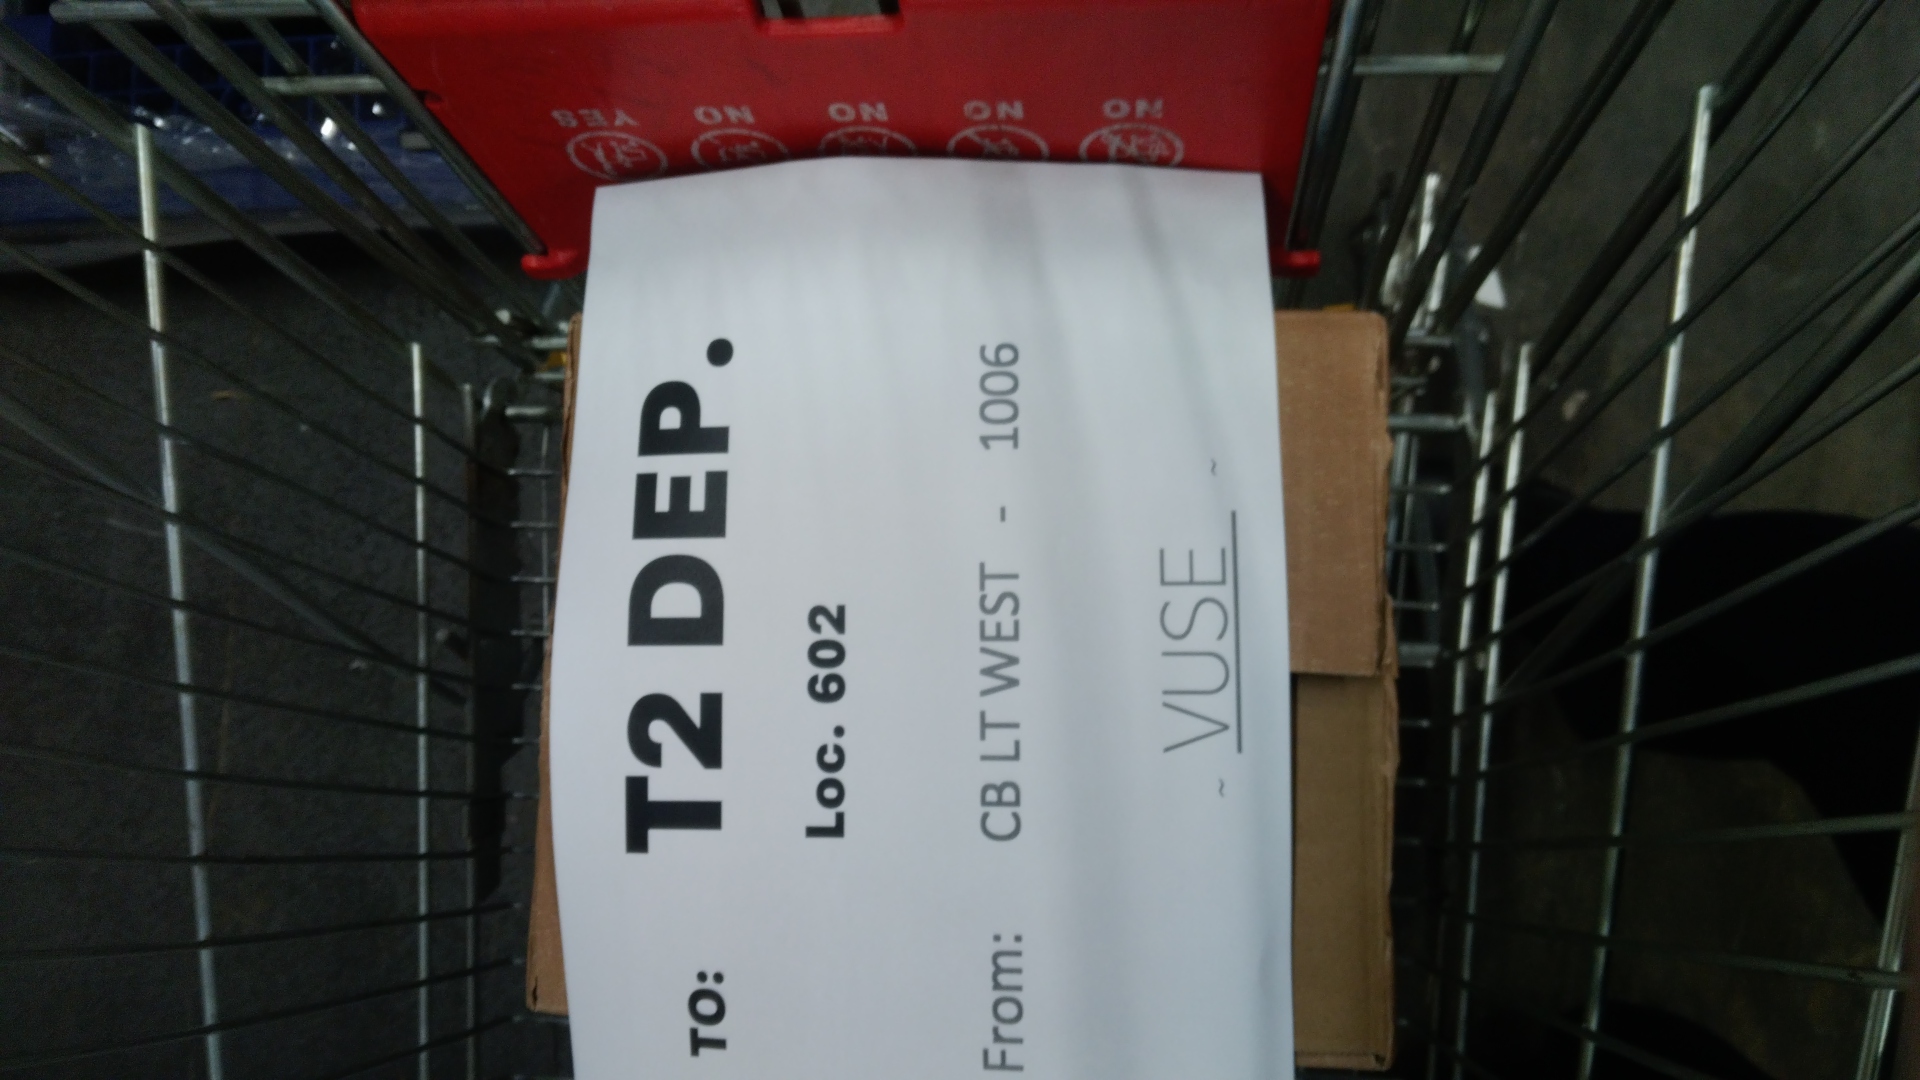 YES NO NO NO NO
TO: T2 DEP.
Loc. 602
From: CB LT WEST - 1006
~ VUSE ~